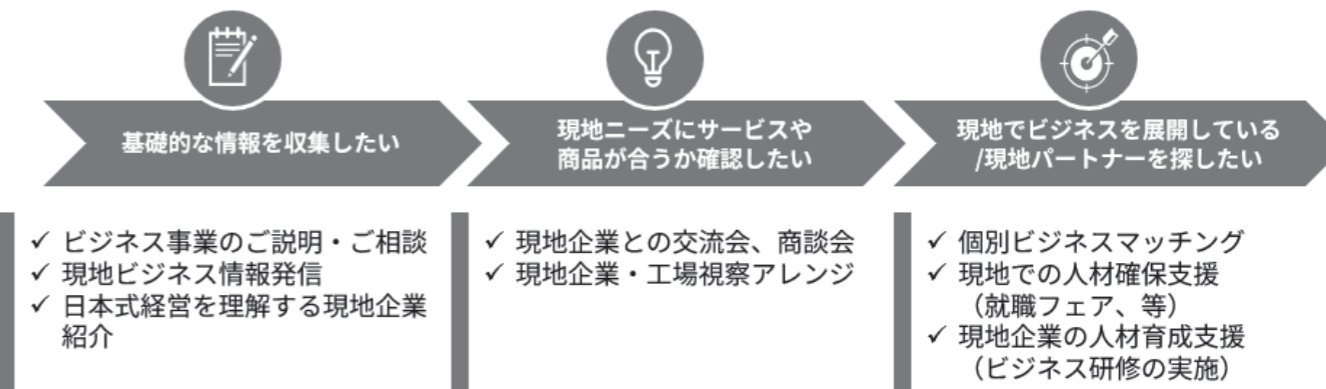 基礎的な情報を収集したい
現地ニーズにサービスや
商品が合うか確認したい
現地でビジネスを展開している
/現地パートナーを探したい
✓ ビジネス事業のご説明・ご相談
✓ 現地ビジネス情報発信
✓ 日本式経営を理解する現地企業
紹介
✓ 現地企業との交流会、商談会
✓ 現地企業・工場視察アレンジ
✓ 個別ビジネスマッチング
✓ 現地での人材確保支援
（就職フェア、等）
✓ 現地企業の人材育成支援
（ビジネス研修の実施）